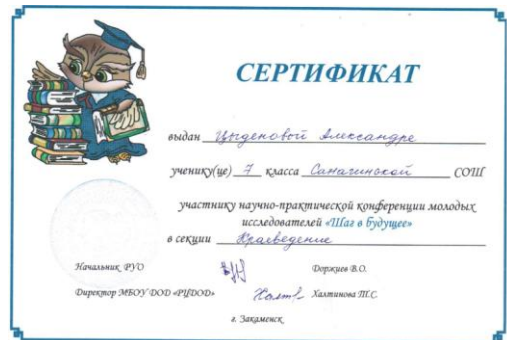 СЕРТИФИКАТ
выдан Цыденовой Александре
ученику(це) 7 класса Санагинской СОШ
участнику научно-практической конференции молодых
исследователей «Шаг в будущее»
в секции Краеведение
Начальник РУО Доржиев В.О.
Директор МБОУ ДОД «РЦДОД» Халтинова Т.С.
г. Закаменск